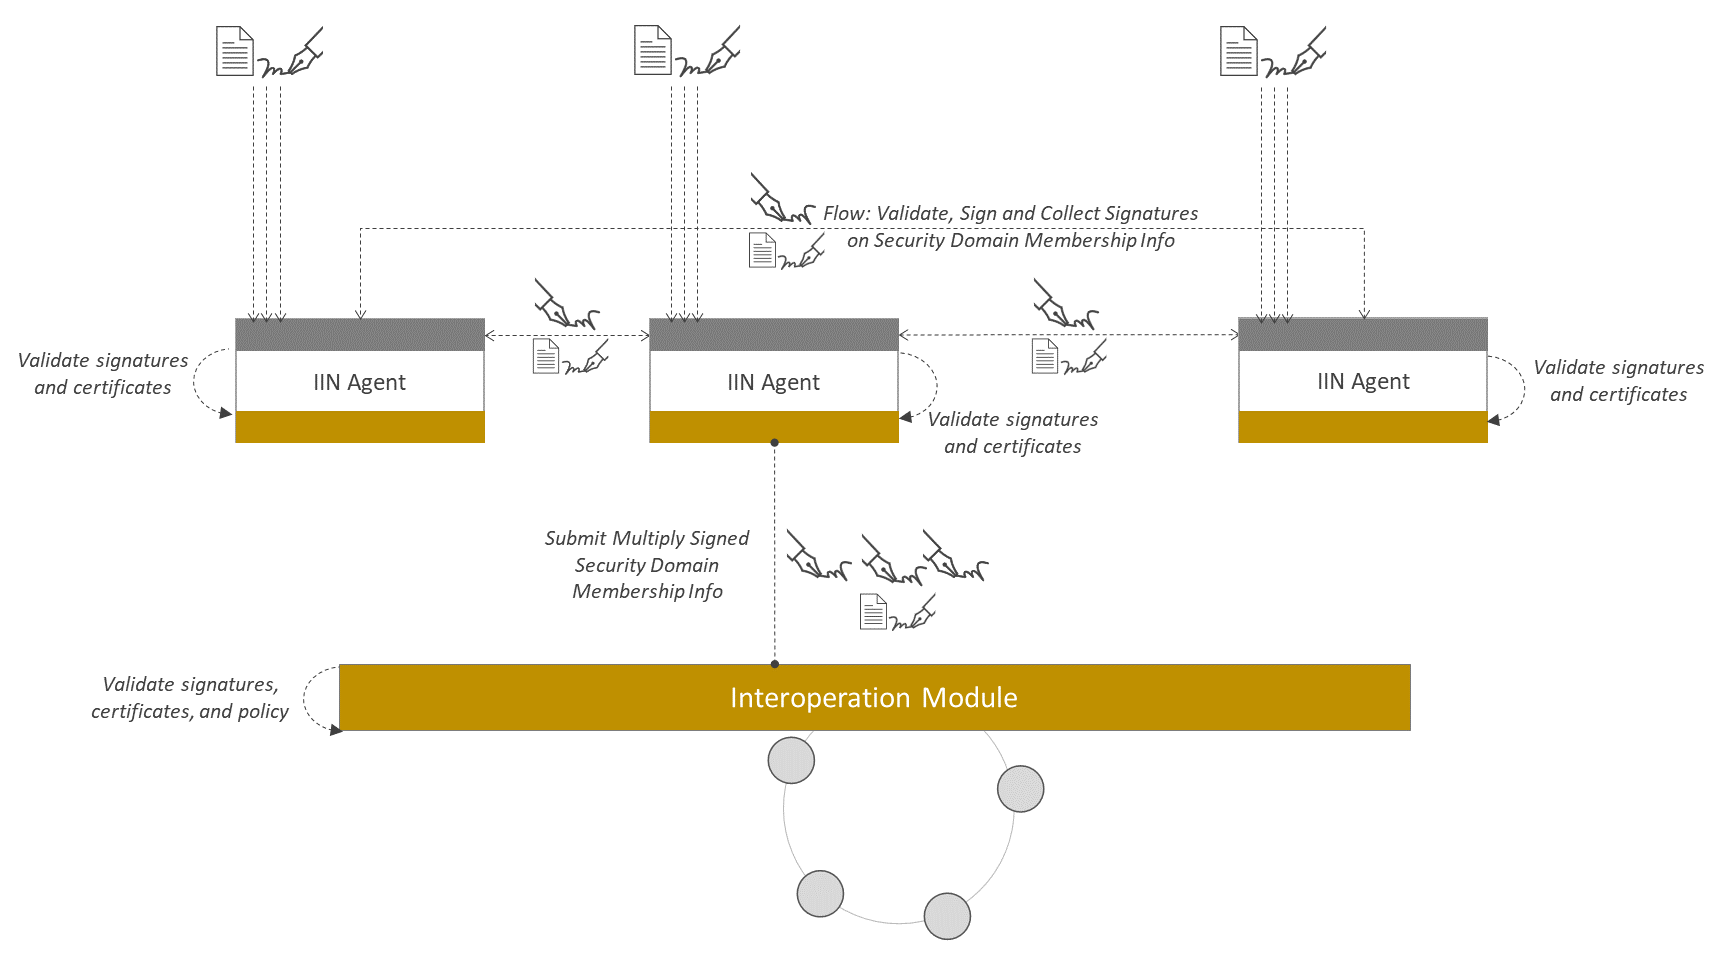 Flow: Validate, Sign and Collect Signatures
on Security Domain Membership Info
Validate signatures
and certificates
IIN Agent
IIN Agent
Validate signatures
and certificates
IIN Agent
Validate signatures
and certificates
Submit Multiply Signed
Security Domain
Membership Info
Validate signatures,
certificates, and policy
Interoperation Module